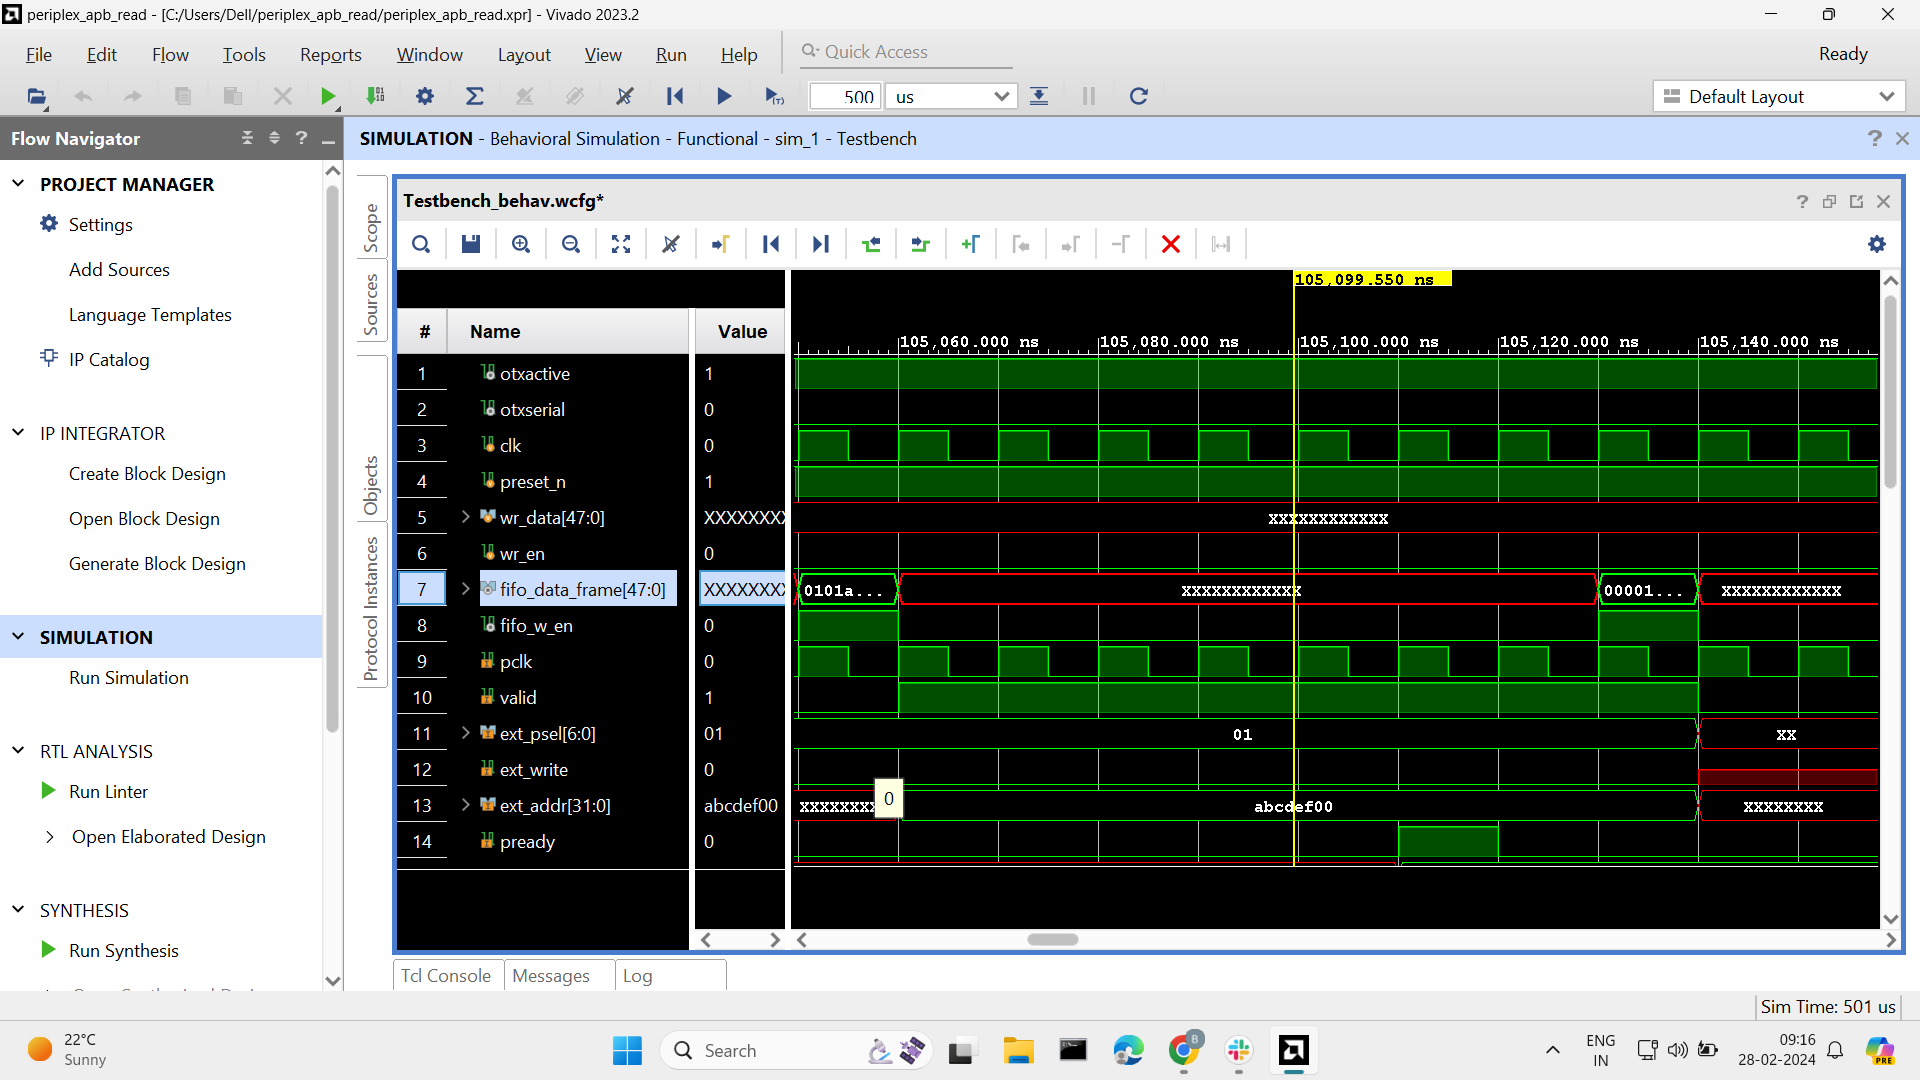 periplex_apb_read - [C:/Users/Dell/periplex_apb_read/periplex_apb_read.xpr] - Vivado 2023.2
File Edit Flow Tools Reports Window Layout View Run Help Quick Access Ready
500 us Default Layout
Flow Navigator
PROJECT MANAGER
Settings
Add Sources
Language Templates
IP Catalog
IP INTEGRATOR
Create Block Design
Open Block Design
Generate Block Design
SIMULATION
Run Simulation
RTL ANALYSIS
Run Linter
Open Elaborated Design
SYNTHESIS
Run Synthesis
SIMULATION - Behavioral Simulation - Functional - sim_1 - Testbench
Scope
Sources
Objects
Protocol Instances
Testbench_behav.wcfg*
105,099.550 ns
# Name Value
105,060.000 ns 105,080.000 ns 105,100.000 ns 105,120.000 ns 105,140.000 ns
1 otxactive 1
2 otxserial 0
3 clk 0
4 preset_n 1
5 wr_data[47:0] XXXXXXXX XXXXXXXXXXXX
6 wr_en 0
7 fifo_data_frame[47:0] XXXXXXXX 0101a... XXXXXXXXXXXX 00001... XXXXXXXXXXXX
8 fifo_w_en 0
9 pclk 0
10 valid 1
11 ext_psel[6:0] 01 01 XX
12 ext_write 0
0
13 ext_addr[31:0] abcdef00 XXXXXXXX abcdef00 XXXXXXXX
14 pready 0
Tcl Console Messages Log
Sim Time: 501 us
22°C
Sunny
Search
ENG
IN
09:16
28-02-2024
PRE